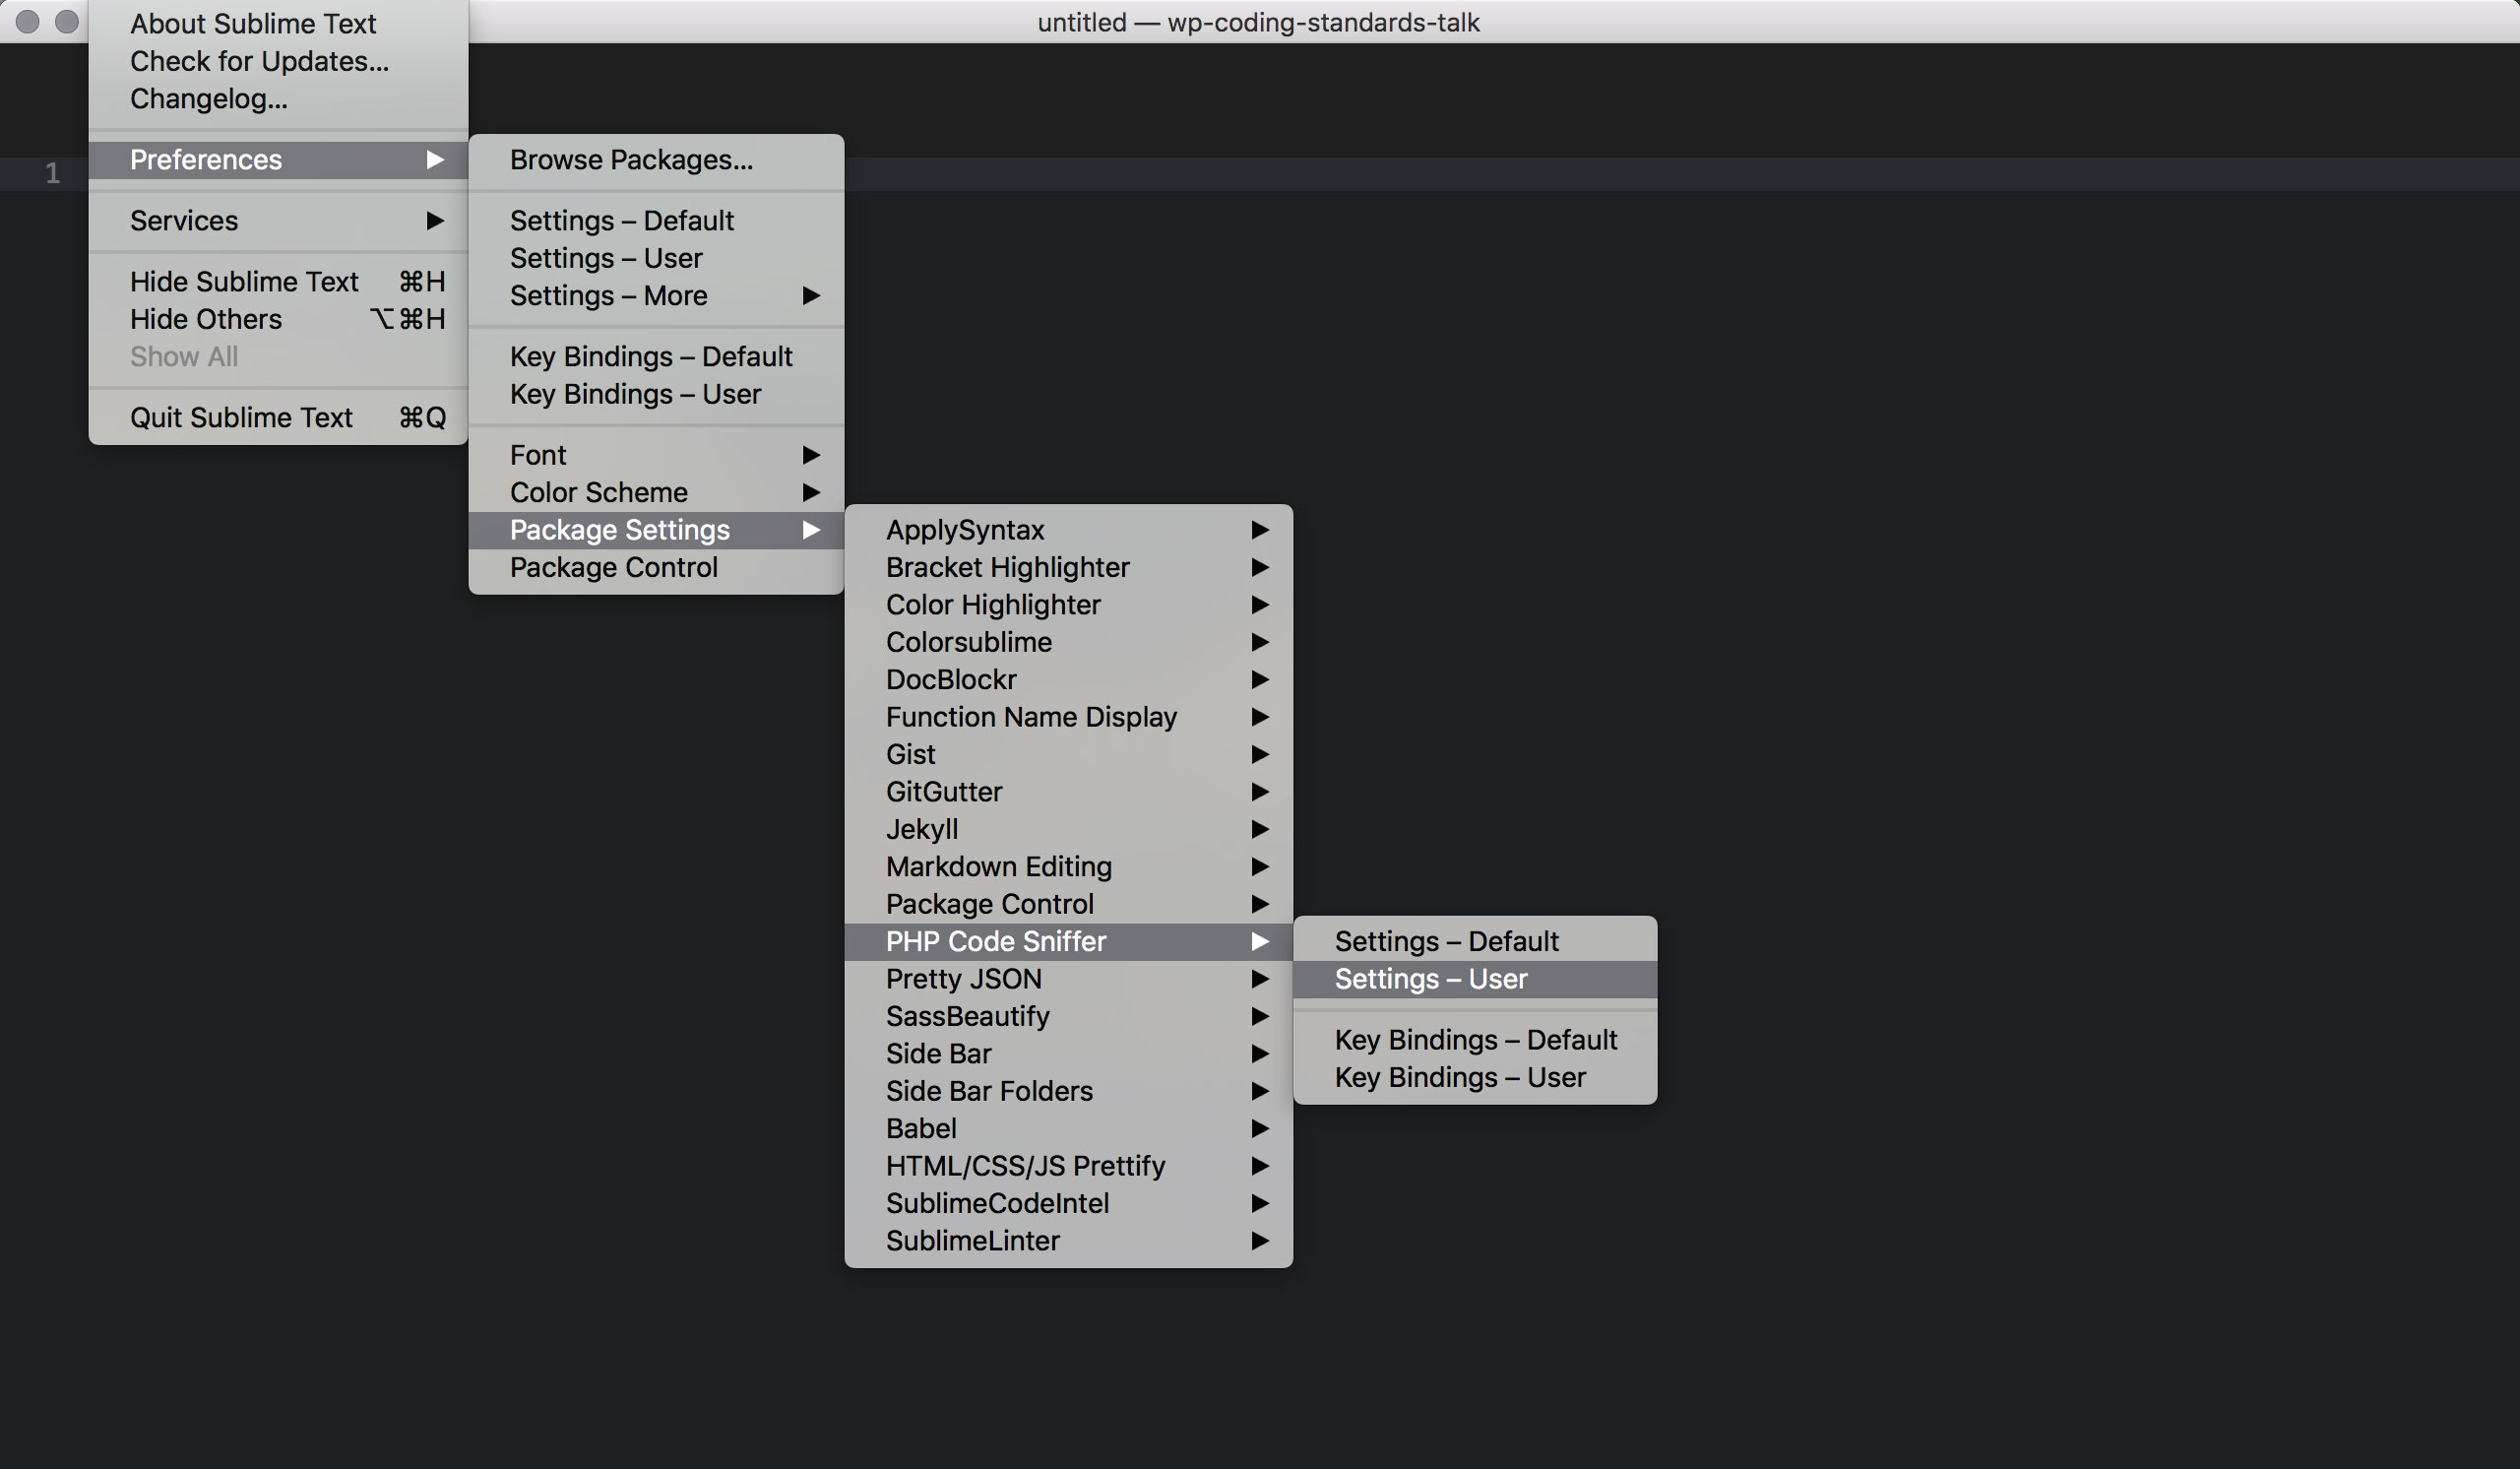 untitled — wp-coding-standards-talk
About Sublime Text
Check for Updates...
Changelog...
Preferences ▶
Services ▶
Hide Sublime Text ⌘H
Hide Others ⌥⌘H
Show All
Quit Sublime Text ⌘Q
1
Browse Packages...
Settings – Default
Settings – User
Settings – More ▶
Key Bindings – Default
Key Bindings – User
Font ▶
Color Scheme ▶
Package Settings ▶
Package Control
ApplySyntax ▶
Bracket Highlighter ▶
Color Highlighter ▶
Colorsublime ▶
DocBlockr ▶
Function Name Display ▶
Gist ▶
GitGutter ▶
Jekyll ▶
Markdown Editing ▶
Package Control ▶
PHP Code Sniffer ▶
Pretty JSON ▶
SassBeautify ▶
Side Bar ▶
Side Bar Folders ▶
Babel ▶
HTML/CSS/JS Prettify ▶
SublimeCodeIntel ▶
SublimeLinter ▶
Settings – Default
Settings – User
Key Bindings – Default
Key Bindings – User